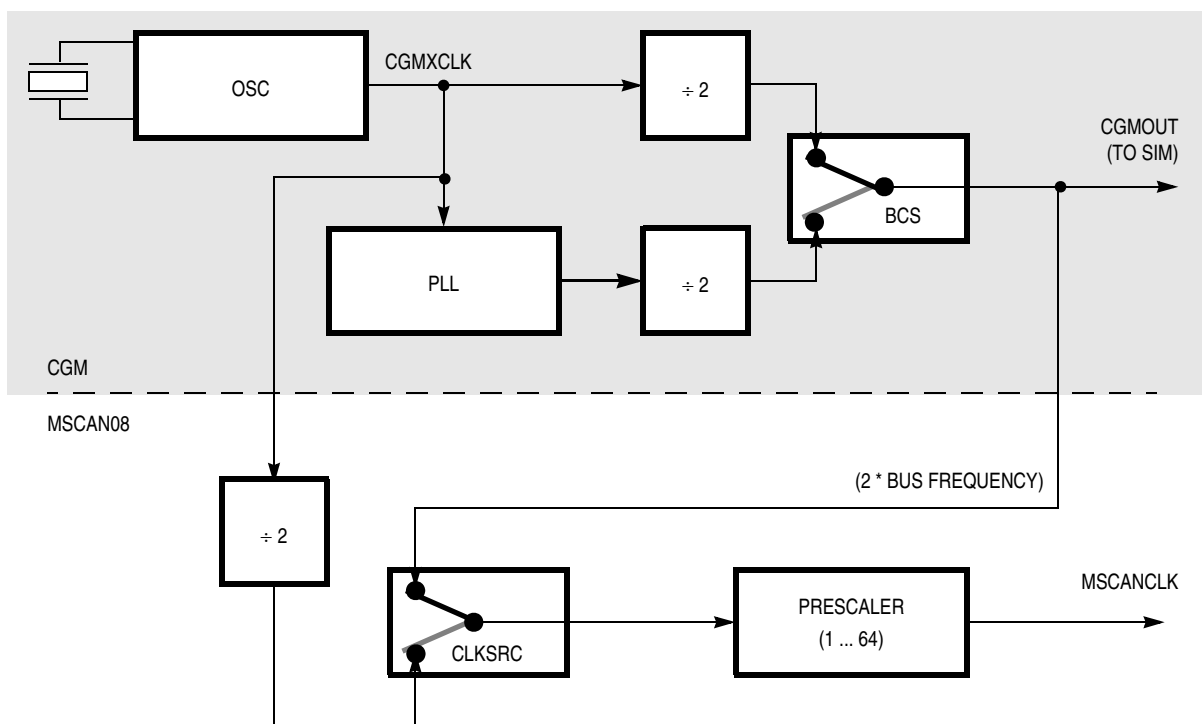 CGMXCLK
OSC
÷ 2
CGMOUT
(TO SIM)
BCS
PLL
÷ 2
CGM
MSCAN08
(2 * BUS FREQUENCY)
÷ 2
MSCANCLK
PRESCALER
(1 ... 64)
CLKSRC